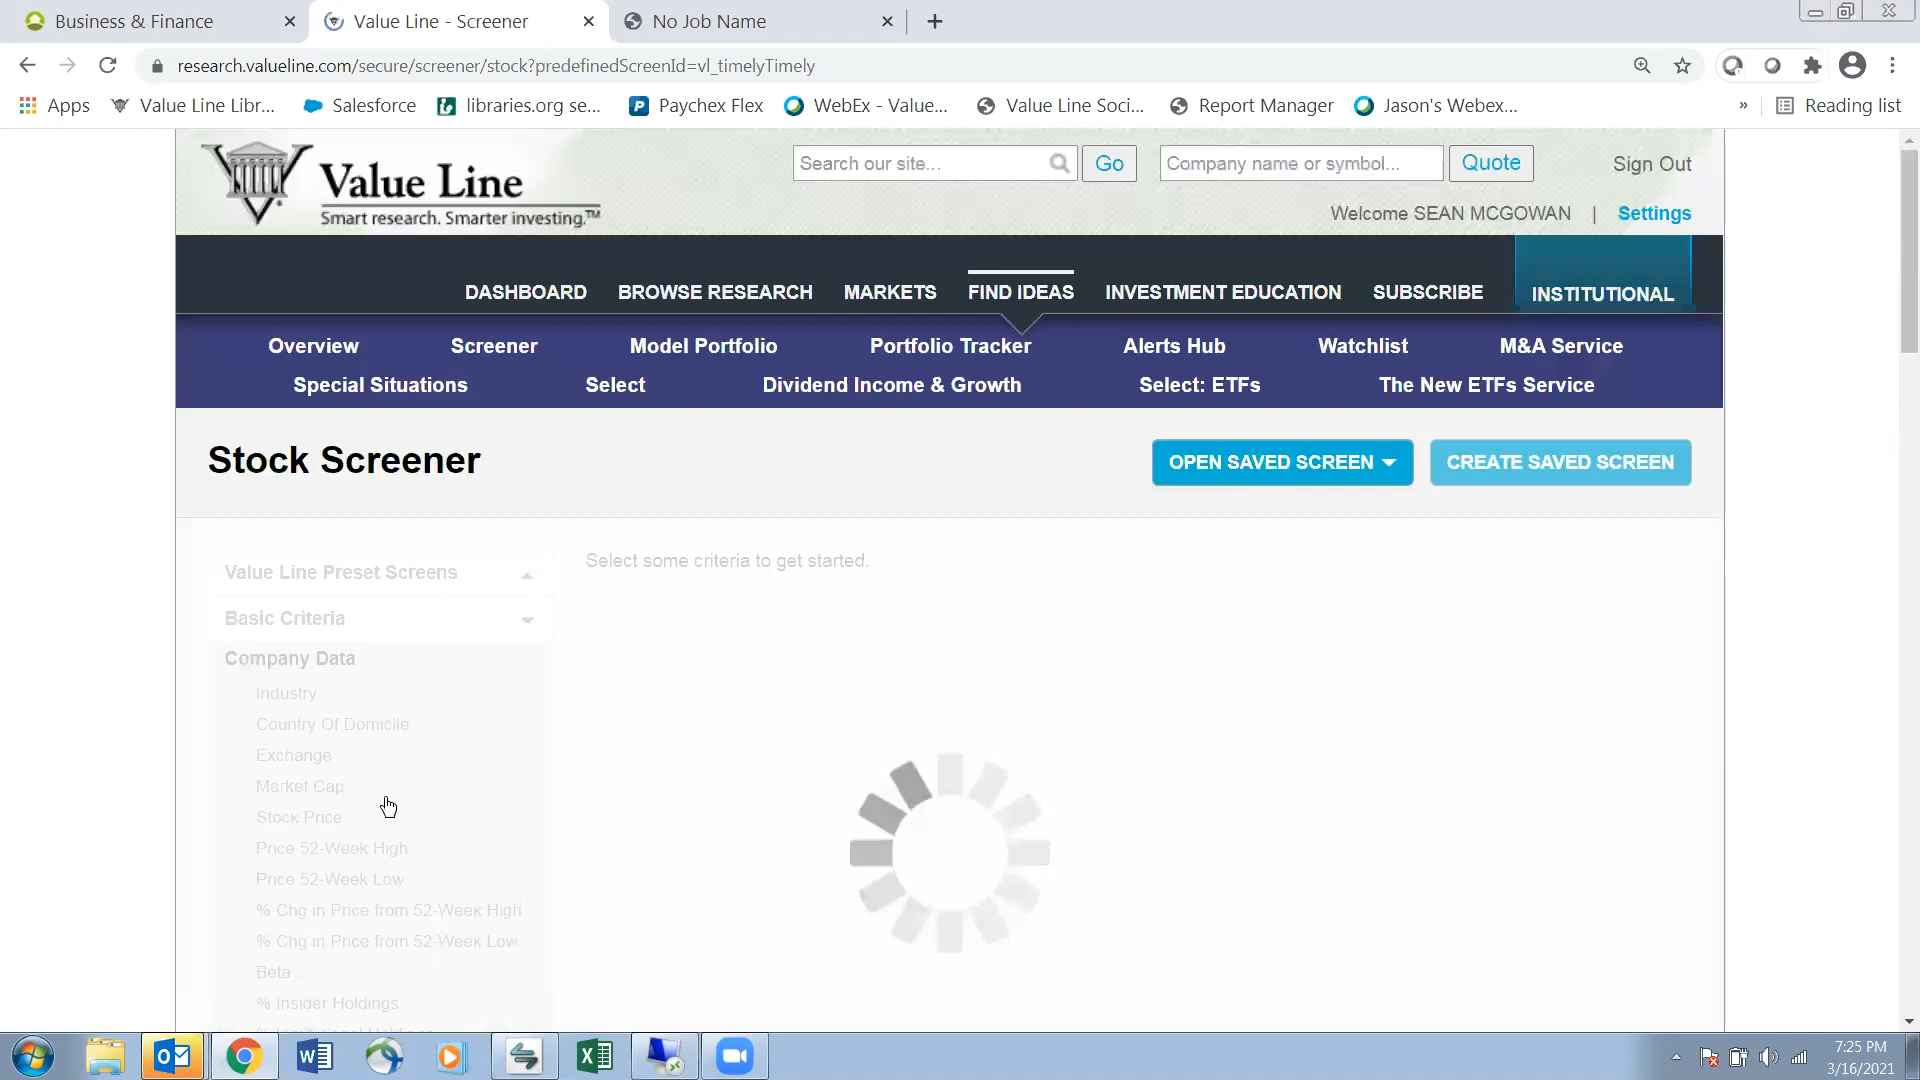 Business & Finance
Value Line - Screener
No Job Name
research.valueline.com/secure/screener/stock?predefinedScreenId=vl_timelyTimely
Apps
Value Line Libr...
Salesforce
libraries.org se...
Paychex Flex
WebEx - Value...
Value Line Soci...
Report Manager
Jason's Webex...
»
Reading list
Value Line
Smart research. Smarter investing.™
Search our site...
Go
Company name or symbol...
Quote
Sign Out
Welcome SEAN MCGOWAN | Settings
DASHBOARD
BROWSE RESEARCH
MARKETS
FIND IDEAS
INVESTMENT EDUCATION
SUBSCRIBE
INSTITUTIONAL
Overview
Screener
Model Portfolio
Portfolio Tracker
Alerts Hub
Watchlist
M&A Service
Special Situations
Select
Dividend Income & Growth
Select: ETFs
The New ETFs Service
Stock Screener
OPEN SAVED SCREEN
CREATE SAVED SCREEN
Value Line Preset Screens
Select some criteria to get started.
Basic Criteria
Company Data
Industry
Country Of Domicile
Exchange
Market Cap
Stock Price
Price 52-Week High
Price 52-Week Low
% Chg in Price from 52-Week High
% Chg in Price from 52-Week Low
Beta
% Insider Holdings
% Institutional Holdings
7:25 PM
3/16/2021